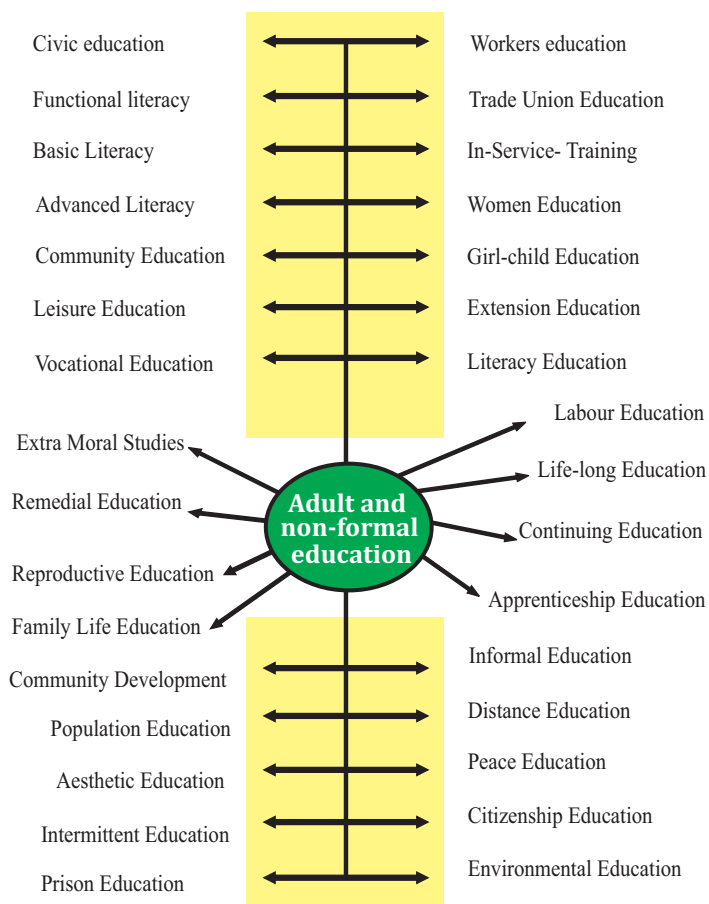 Civic education
Workers education
Functional literacy
Trade Union Education
Basic Literacy
In-Service- Training
Advanced Literacy
Women Education
Community Education
Girl-child Education
Leisure Education
Extension Education
Vocational Education
Literacy Education
Labour Education
Extra Moral Studies
Life-long Education
Remedial Education
Adult and
non-formal
education
Continuing Education
Reproductive Education
Apprenticeship Education
Family Life Education
Informal Education
Community Development
Distance Education
Population Education
Peace Education
Aesthetic Education
Citizenship Education
Intermittent Education
Environmental Education
Prison Education